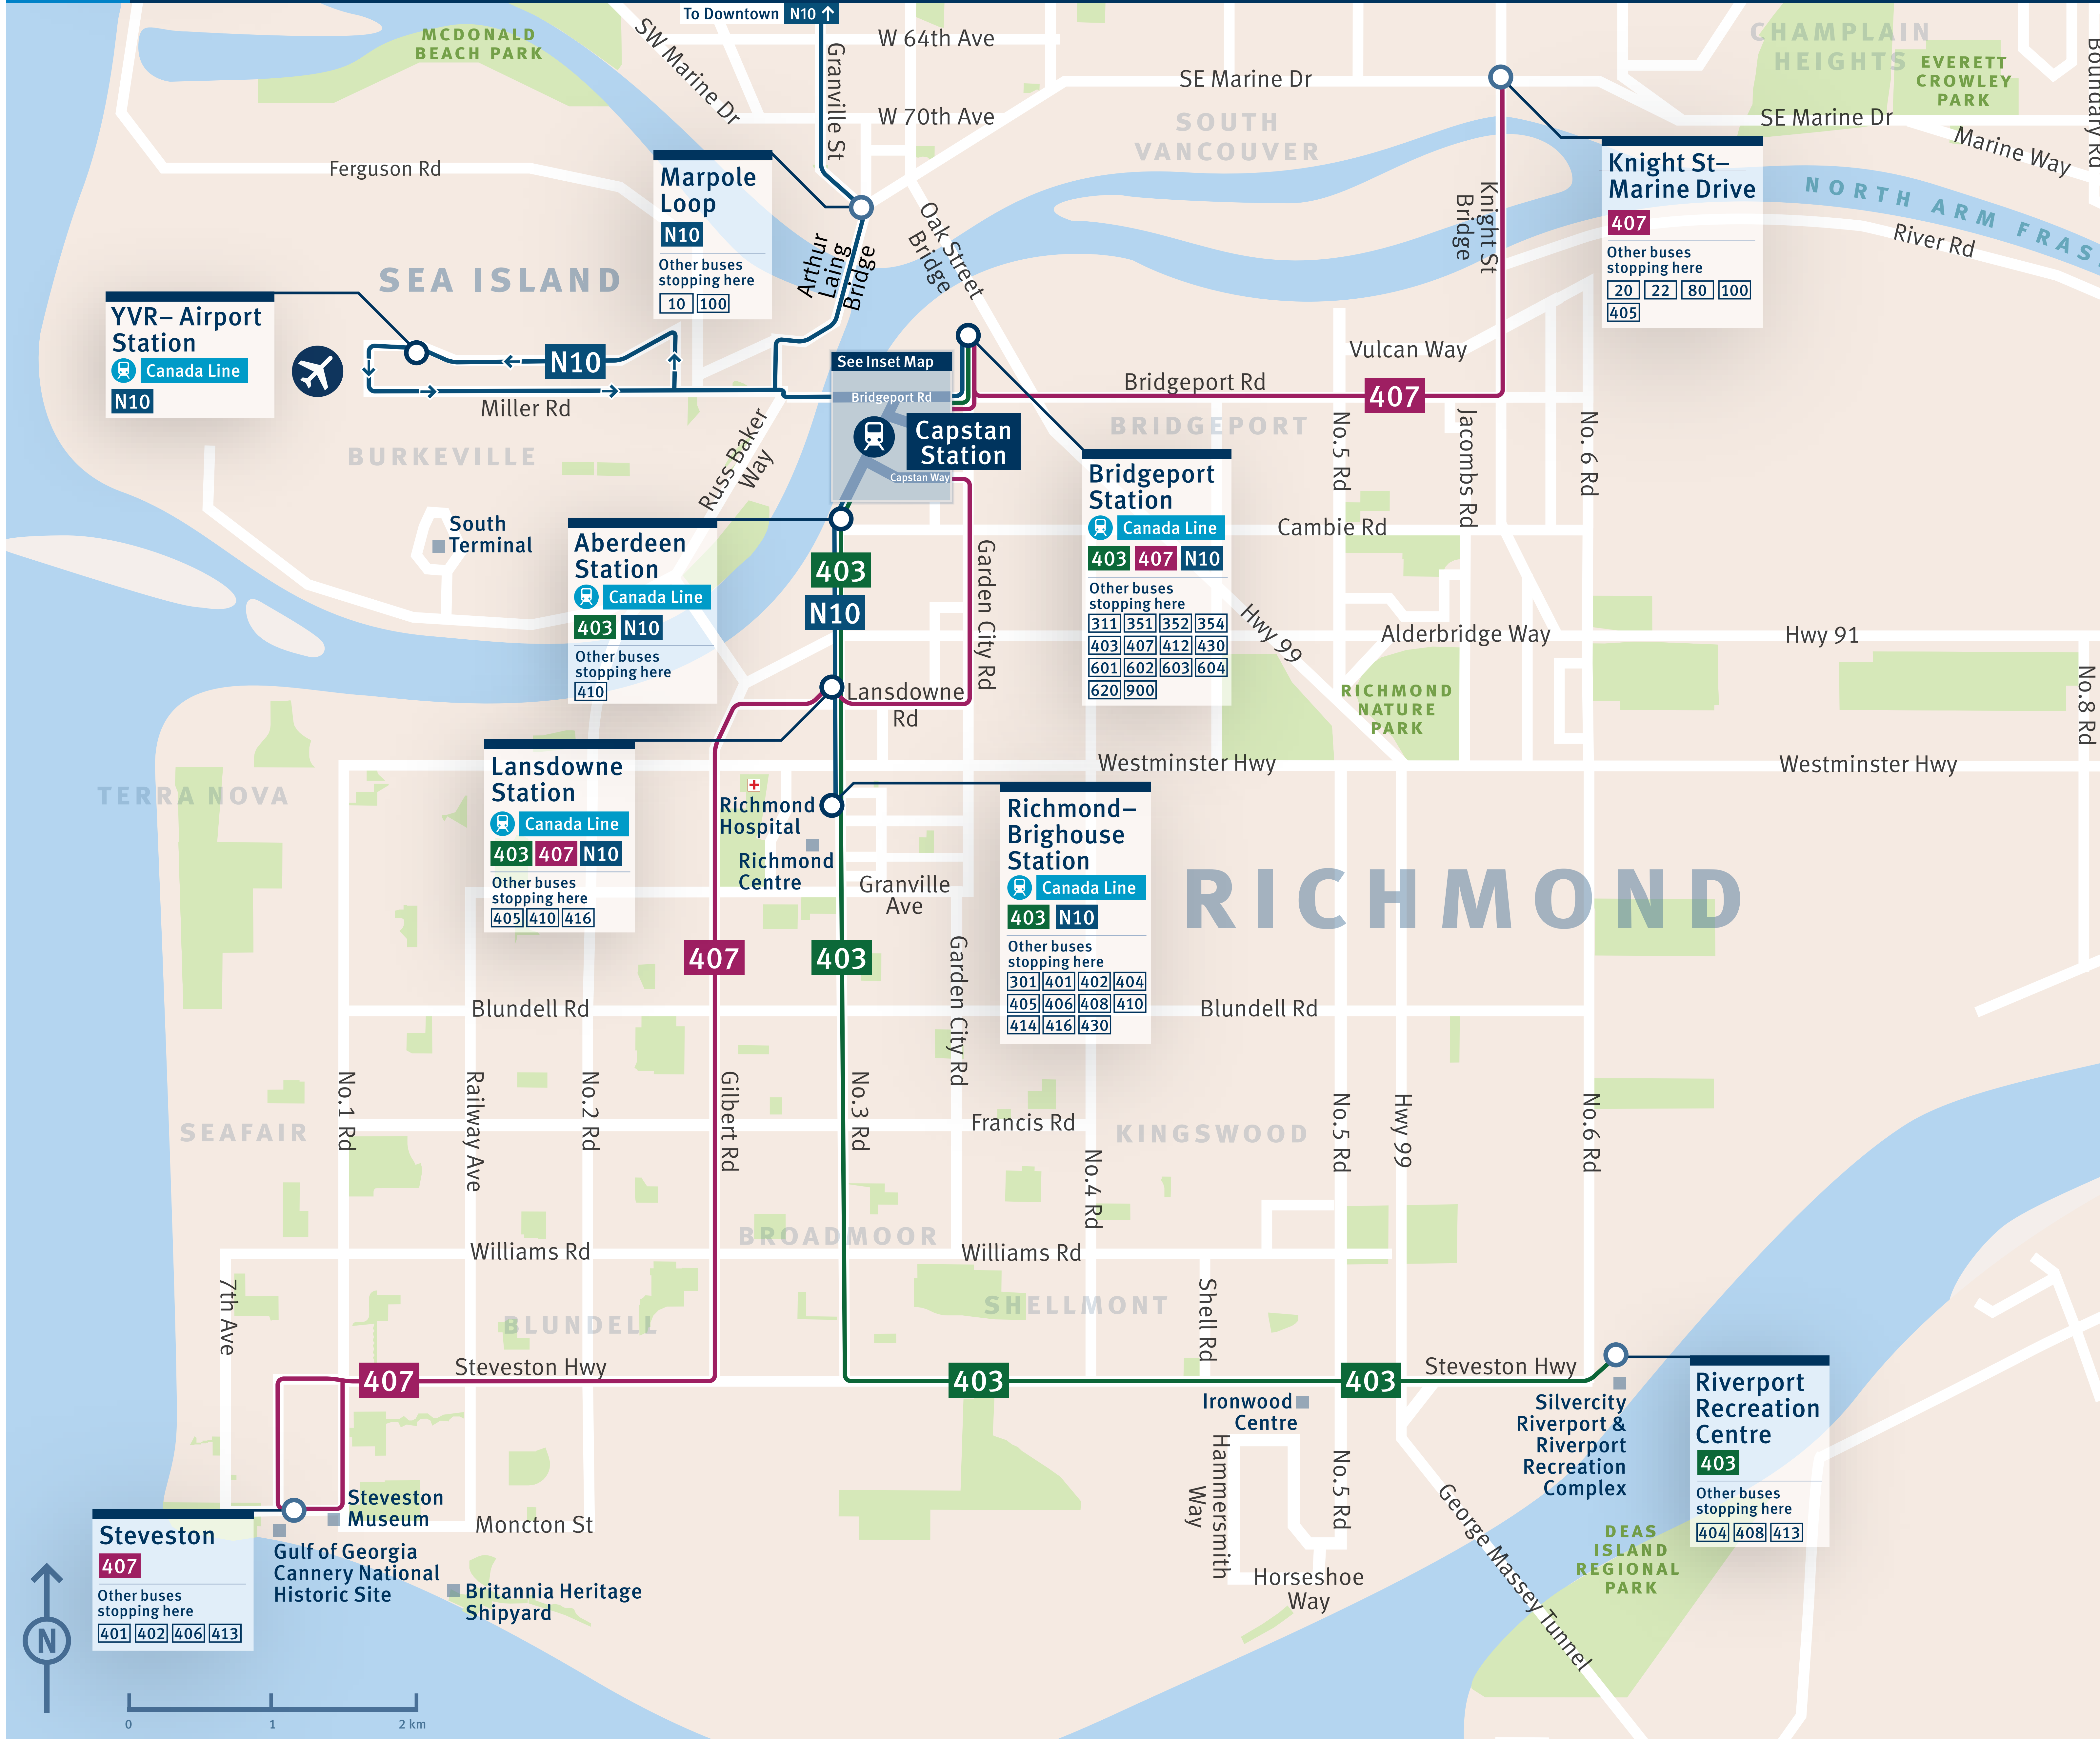 To Downtown N10
MCDONALD
BEACH PARK
SW Marine Dr
Granville St
W 64th Ave
W 70th Ave
SE Marine Dr
SOUTH
VANCOUVER
CHAMPLAIN
HEIGHTS
EVERETT
CROWLEY
PARK
SE Marine Dr
Marine Way
Boundary Rd
Ferguson Rd
Marpole
Loop
N10
Other buses
stopping here
10 100
Arthur
Laing
Bridge
Oak Street
Bridge
Knight St
Bridge
Knight St–
Marine Drive
407
Other buses
stopping here
20 22 80 100
405
NORTH ARM FRAS
River Rd
SEA ISLAND
YVR– Airport
Station
Canada Line
N10
N10
Miller Rd
BURKEVILLE
Russ Baker
Way
See Inset Map
Bridgeport Rd
Capstan
Station
Capstan Way
Bridgeport Rd
407
Vulcan Way
BRIDGEPORT
No.5 Rd
Jacombs Rd
No. 6 Rd
Bridgeport
Station
Canada Line
403 407 N10
Other buses
stopping here
311 351 352 354
403 407 412 430
601 602 603 604
620 900
South
Terminal
Aberdeen
Station
Canada Line
403 N10
Other buses
stopping here
410
403
N10
Garden City Rd
Cambie Rd
Hwy 99
Alderbridge Way
Hwy 91
No.8 Rd
Lansdowne
Rd
RICHMOND
NATURE
PARK
TERRA NOVA
Lansdowne
Station
Canada Line
403 407 N10
Other buses
stopping here
405 410 416
Westminster Hwy
Westminster Hwy
Richmond
Hospital
Richmond
Centre
Granville
Ave
Richmond–
Brighouse
Station
Canada Line
403 N10
Other buses
stopping here
301 401 402 404
405 406 408 410
414 416 430
RICHMOND
407
403
Garden City Rd
Blundell Rd
Blundell Rd
No.1 Rd
Railway Ave
No.2 Rd
Gilbert Rd
No.3 Rd
SEAFAIR
Francis Rd
KINGSWOOD
No.4 Rd
No.5 Rd
Hwy 99
No.6 Rd
BROADMOOR
Williams Rd
Williams Rd
7th Ave
BLUNDELL
SHELLMONT
Shell Rd
407
Steveston Hwy
403
403
Steveston Hwy
Ironwood
Centre
Silvercity
Riverport &
Riverport
Recreation
Complex
Riverport
Recreation
Centre
403
Other buses
stopping here
404 408 413
Hammersmith
Way
No.5 Rd
Horseshoe
Way
George Massey Tunnel
DEAS
ISLAND
REGIONAL
PARK
Steveston
Museum
Moncton St
Steveston
407
Other buses
stopping here
401 402 406 413
Gulf of Georgia
Cannery National
Historic Site
Britannia Heritage
Shipyard
N
0 1 2 km